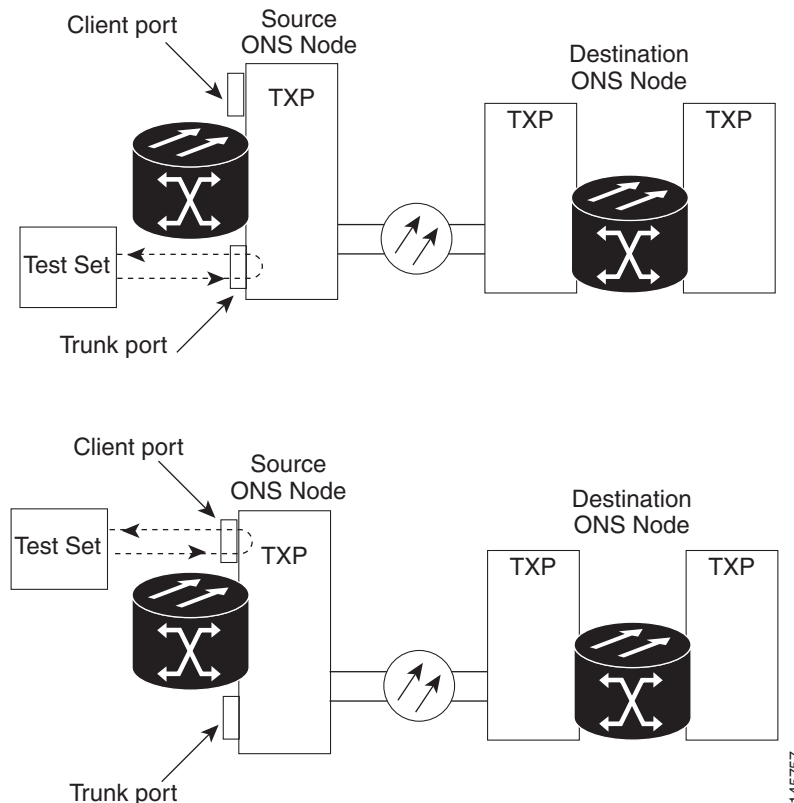 Client port
Source
ONS Node
TXP
Destination
ONS Node
TXP
TXP
Test Set
Trunk port
Client port
Source
ONS Node
Test Set
TXP
Destination
ONS Node
TXP
TXP
Trunk port
145757